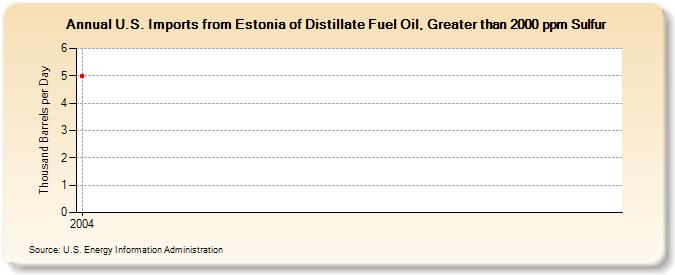 Annual U.S. Imports from Estonia of Distillate Fuel Oil, Greater than 2000 ppm Sulfur
Thousand Barrels per Day
6
5
4
3
2
1
0
2004
Source: U.S. Energy Information Administration